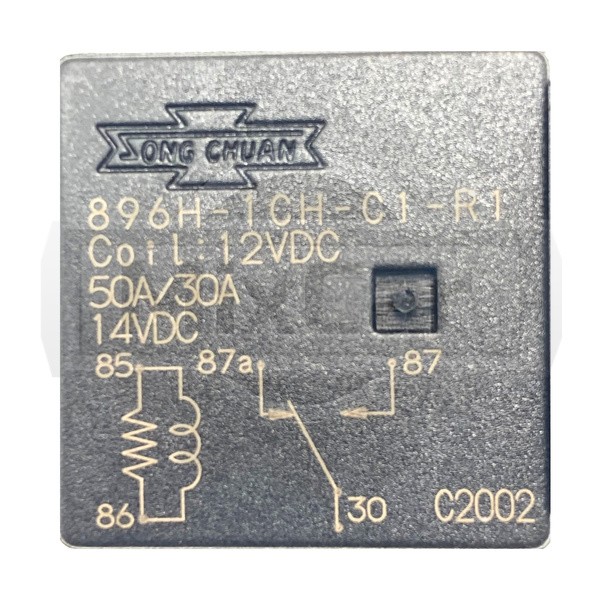 SONG CHUAN
896H-1CH-C1-R1
Coil:12VDC
50A/30A
14VDC
85 87a 87
86 30 C2002